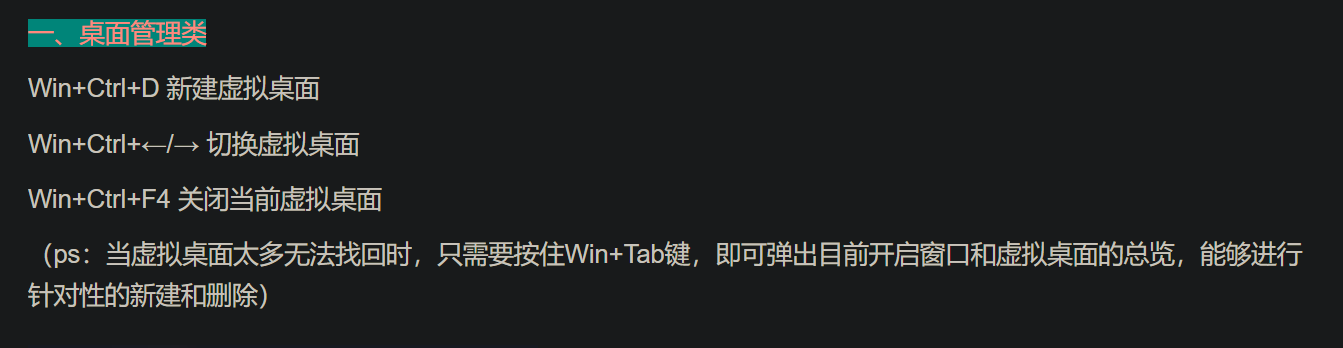 一、桌面管理类
Win+Ctrl+D 新建虚拟桌面
Win+Ctrl+←/→ 切换虚拟桌面
Win+Ctrl+F4 关闭当前虚拟桌面
（ps：当虚拟桌面太多无法找回时，只需要按住Win+Tab键，即可弹出目前开启窗口和虚拟桌面的总览，能够进行
针对性的新建和删除）